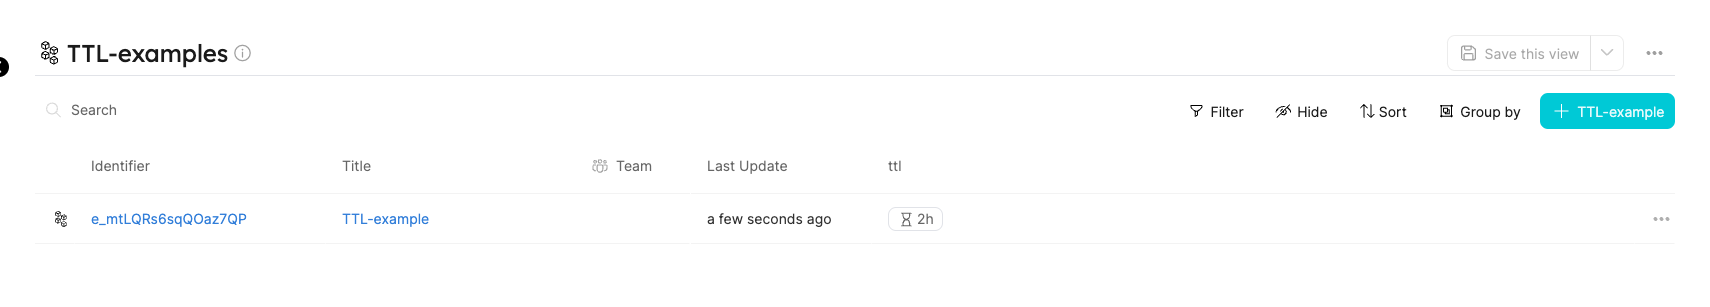 TTL-examples
Save this view
Search
Filter Hide Sort Group by TTL-example
Identifier Title Team Last Update ttl
e_mtLQRs6sqQOaz7QP TTL-example a few seconds ago 2h